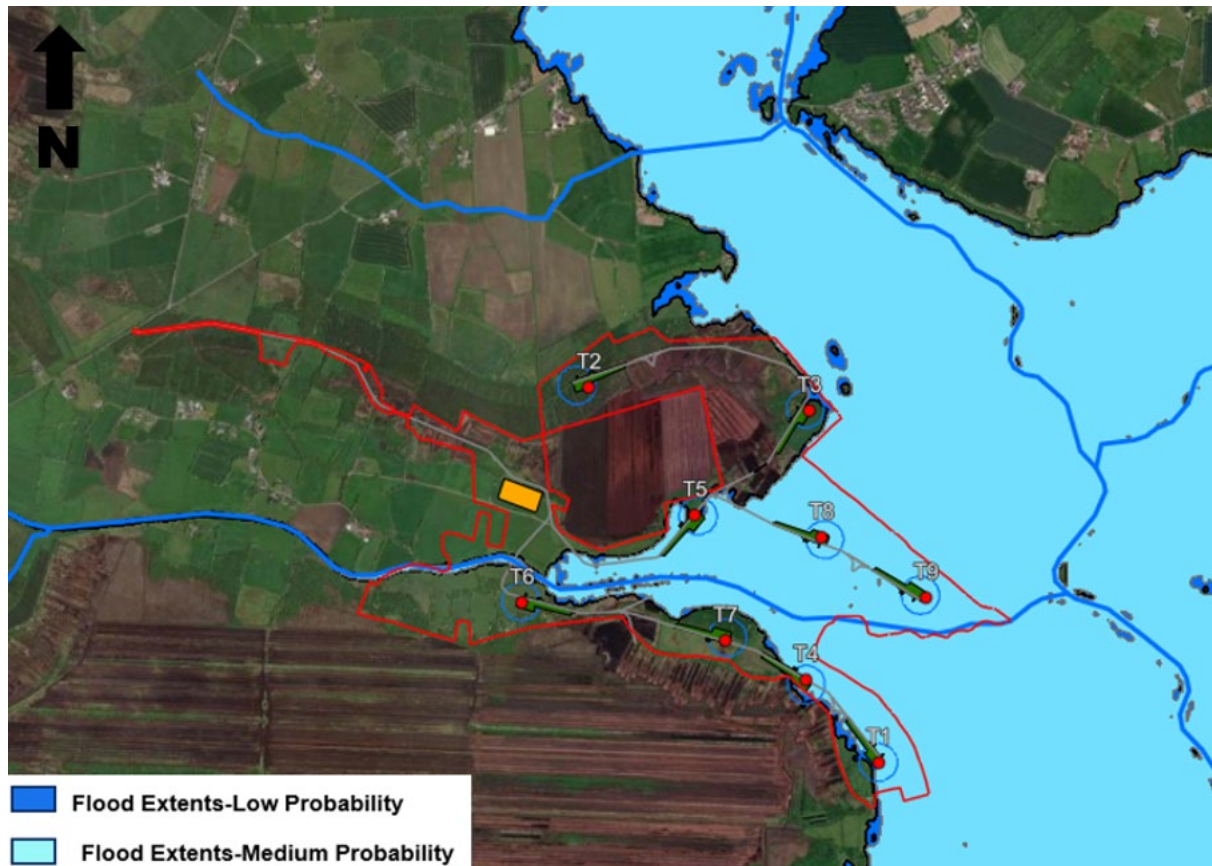 N
T2
T3
T5
T8
T9
T6
T7
T4
T1
Flood Extents-Low Probability
Flood Extents-Medium Probability